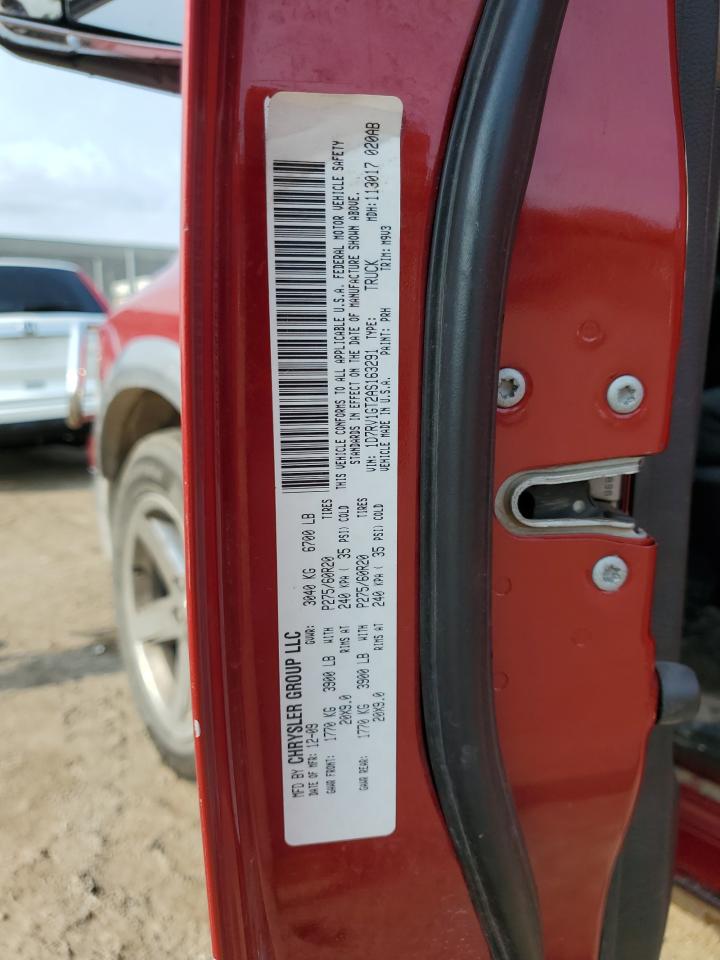 MFD BY CHRYSLER GROUP LLC
DATE OF MFR: 12-09 GVWR: 3040 KG 6700 LB
GAWR FRONT: 1770 KG 3900 LB WITH P275/60R20 TIRES
20X9.0 RIMS AT 240 KPA ( 35 PSI) COLD
GAWR REAR: 1770 KG 3900 LB WITH P275/60R20 TIRES
20X9.0 RIMS AT 240 KPA ( 35 PSI) COLD
THIS VEHICLE CONFORMS TO ALL APPLICABLE U.S.A. FEDERAL MOTOR VEHICLE SAFETY
STANDARDS IN EFFECT ON THE DATE OF MANUFACTURE SHOWN ABOVE.
VIN: 1D7RV1GT2AS163291 TYPE: TRUCK MDH: 113017 020AB
VEHICLE MADE IN U.S.A. PAINT: PRH TRIM: M9V3